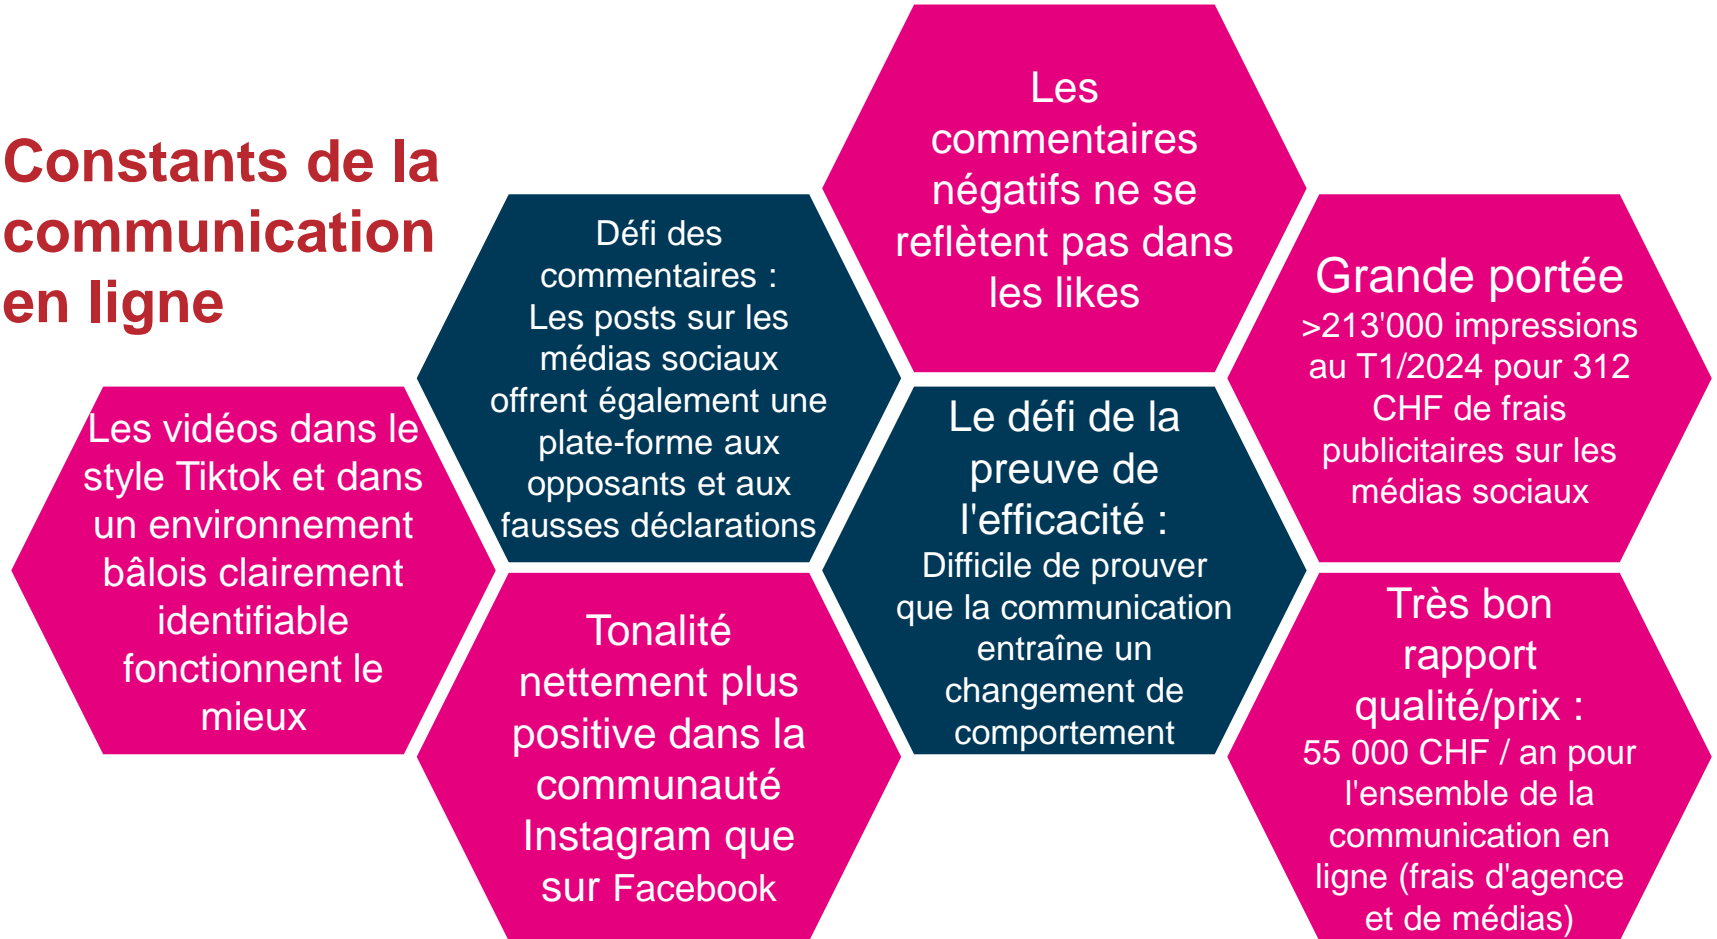 Constants de la
communication
en ligne
Les vidéos dans le
style Tiktok et dans
un environnement
bâlois clairement
identifiable
fonctionnent le
mieux
Défi des
commentaires :
Les posts sur les
médias sociaux
offrent également une
plate-forme aux
opposants et aux
fausses déclarations
Tonalité
nettement plus
positive dans la
communauté
Instagram que
sur Facebook
Les
commentaires
négatifs ne se
reflètent pas dans
les likes
Le défi de la
preuve de
l'efficacité :
Difficile de prouver
que la communication
entraîne un
changement de
comportement
Grande portée
>213'000 impressions
au T1/2024 pour 312
CHF de frais
publicitaires sur les
médias sociaux
Très bon
rapport
qualité/prix :
55 000 CHF / an pour
l'ensemble de la
communication en
ligne (frais d'agence
et de médias)